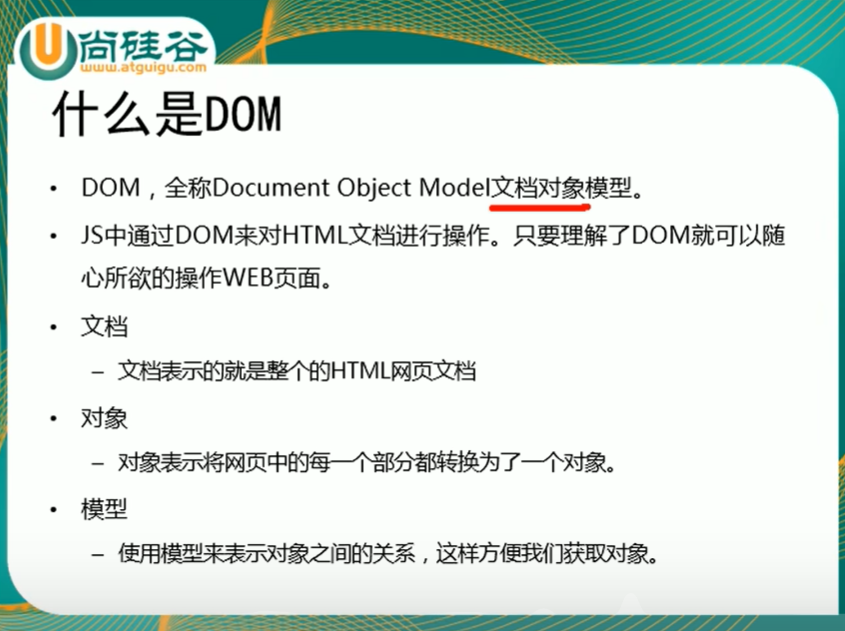 尚硅谷
www.atguigu.com
什么是DOM
• DOM，全称Document Object Model文档对象模型。
• JS中通过DOM来对HTML文档进行操作。只要理解了DOM就可以随
心所欲的操作WEB页面。
• 文档
– 文档表示的就是整个的HTML网页文档
• 对象
– 对象表示将网页中的每一个部分都转换为了一个对象。
• 模型
– 使用模型来表示对象之间的关系，这样方便我们获取对象。